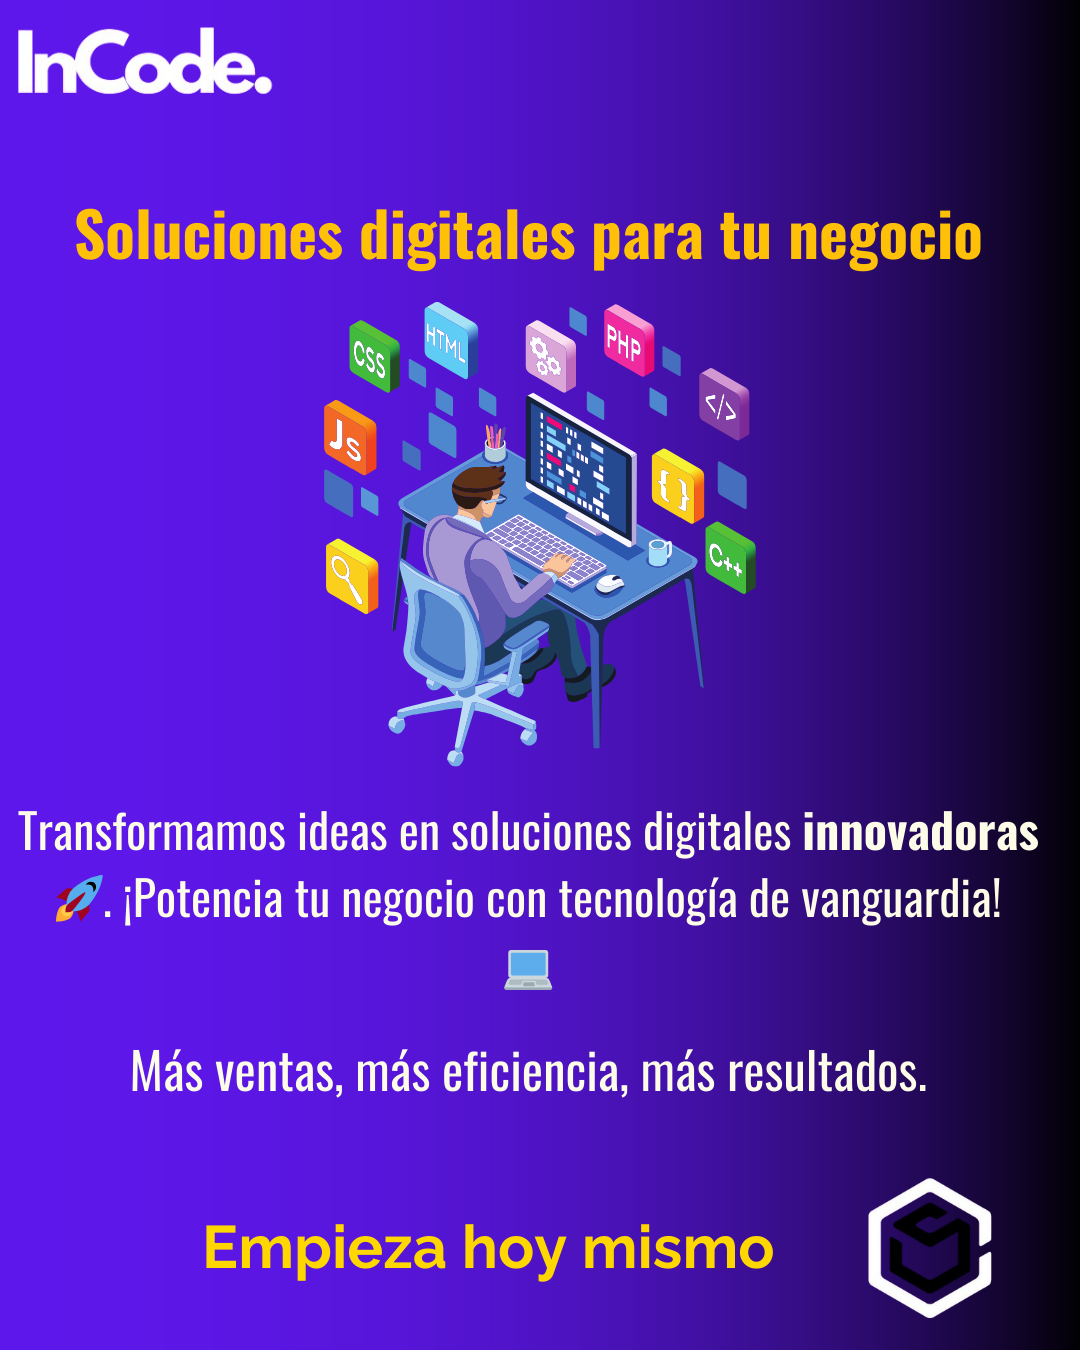 InCode.
Soluciones digitales para tu negocio
CSS
HTML
PHP
</>
JS
{ }
C++
Transformamos ideas en soluciones digitales innovadoras
🚀. ¡Potencia tu negocio con tecnología de vanguardia!
💻
Más ventas, más eficiencia, más resultados.
Empieza hoy mismo